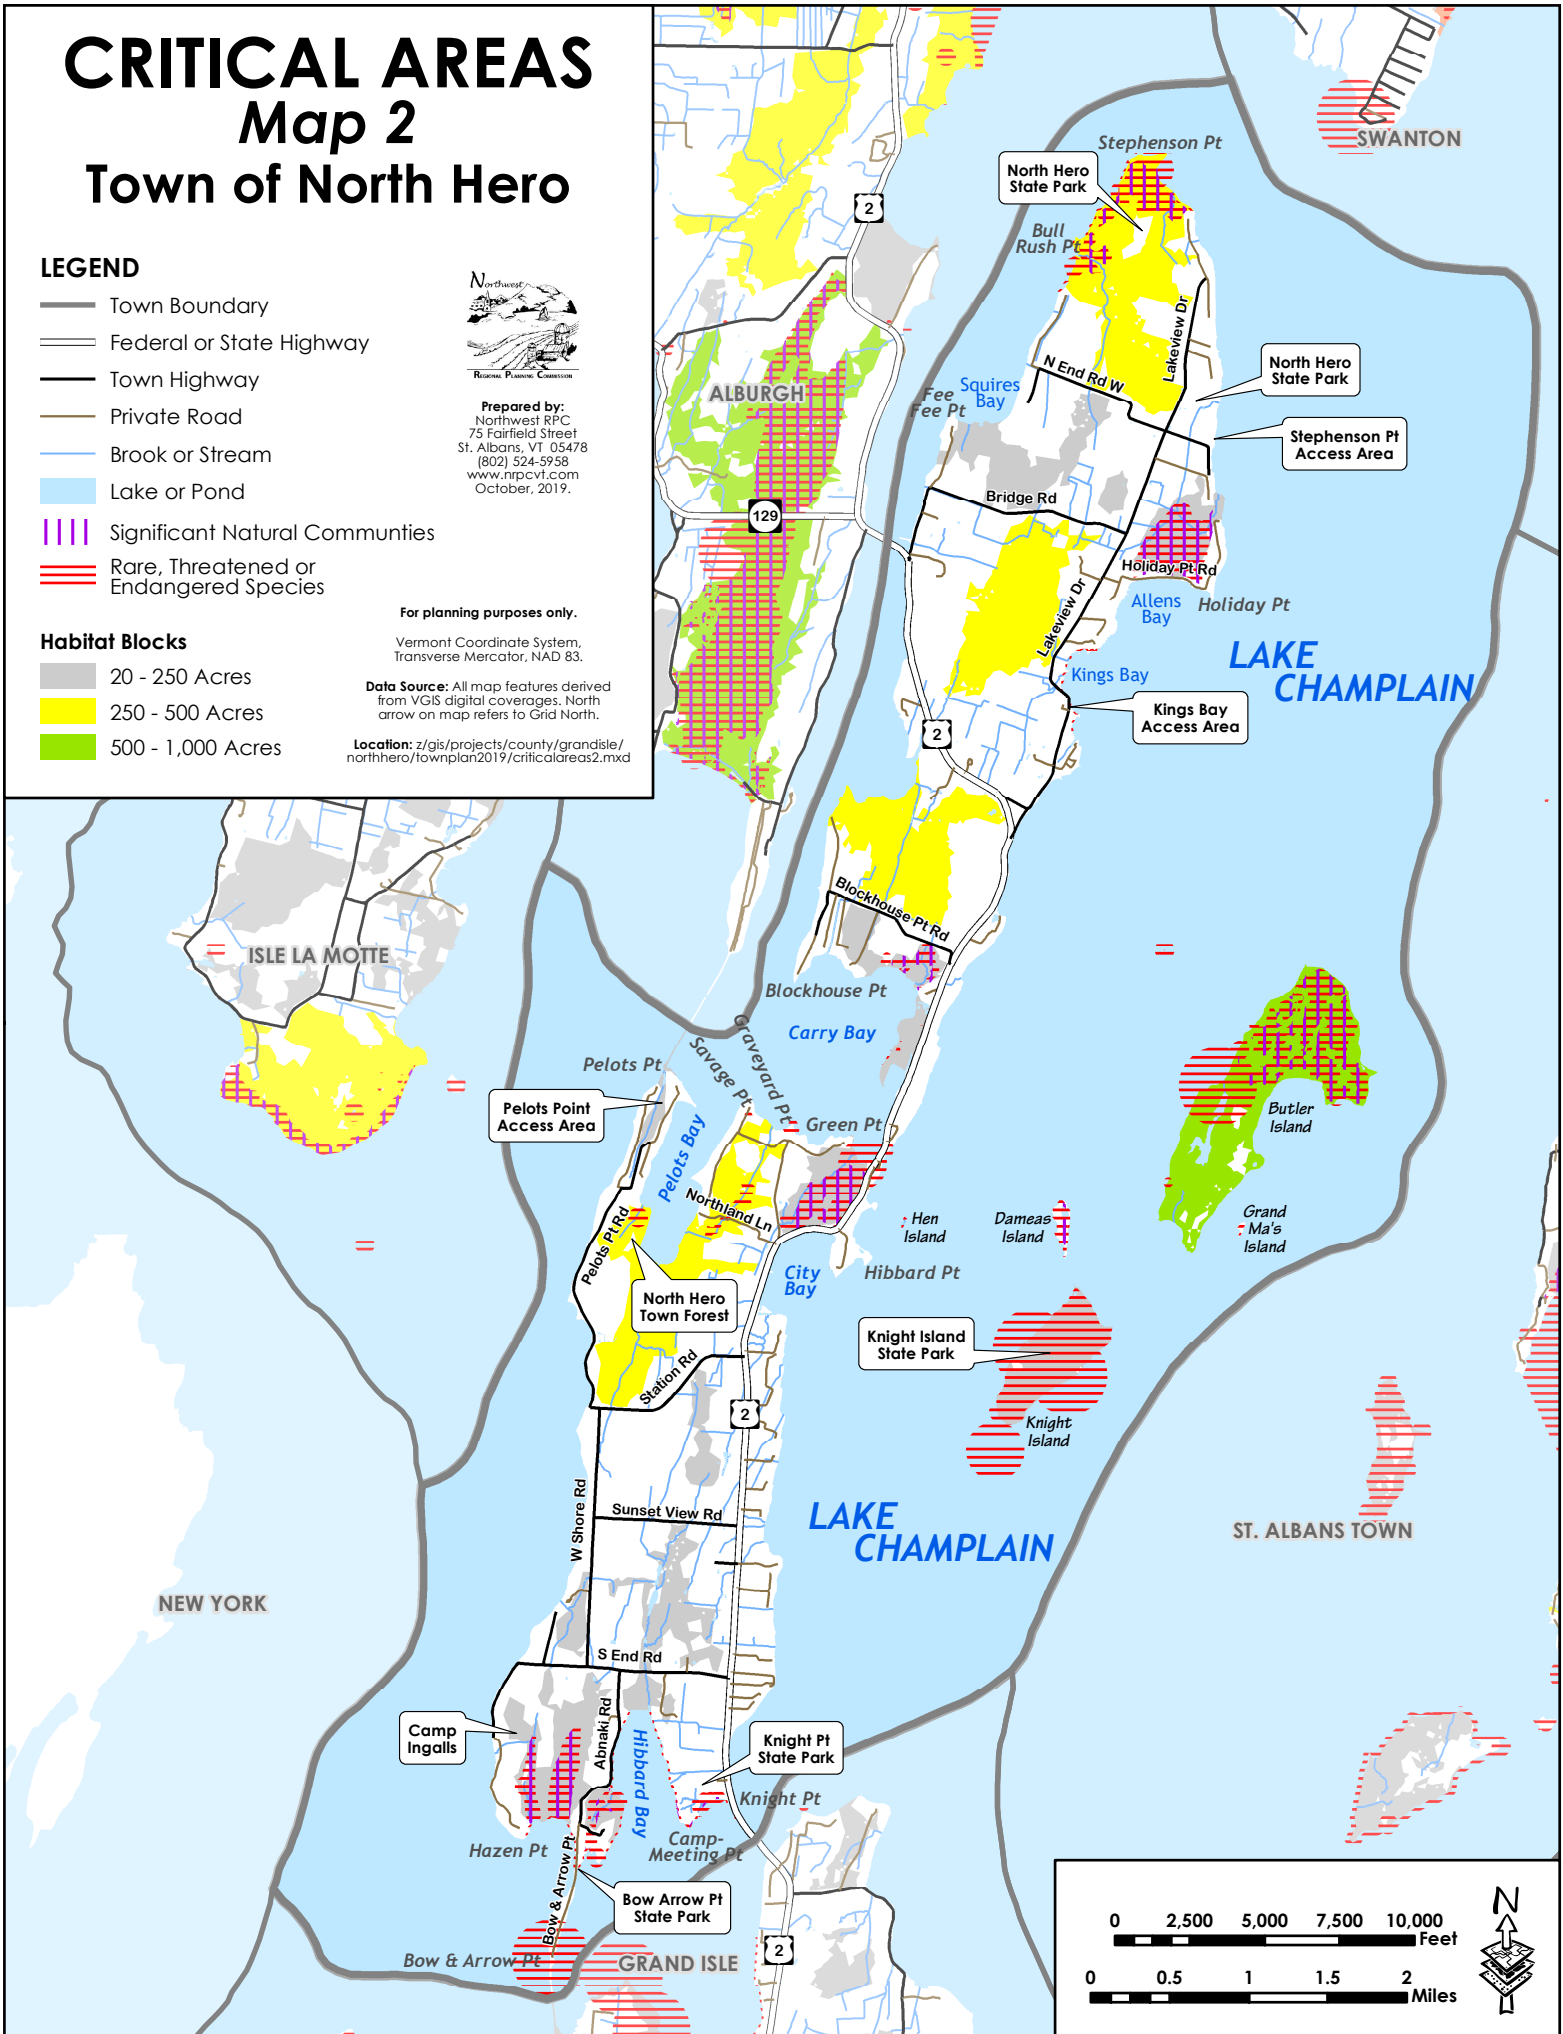 CRITICAL AREAS
Map 2
Town of North Hero
LEGEND
Town Boundary
Federal or State Highway
Town Highway
Private Road
Brook or Stream
Lake or Pond
Significant Natural Communties
Rare, Threatened or
Endangered Species
Habitat Blocks
20 - 250 Acres
250 - 500 Acres
500 - 1,000 Acres
Northwest
REGIONAL PLANNING COMMISSION
Prepared by:
Northwest RPC
75 Fairfield Street
St. Albans, VT 05478
(802) 524-5958
www.nrpcvt.com
October, 2019.
For planning purposes only.
Vermont Coordinate System,
Transverse Mercator, NAD 83.
Data Source: All map features derived
from VGIS digital coverages. North
arrow on map refers to Grid North.
Location: z/gis/projects/county/grandisle/
northhero/townplan2019/criticalareas2.mxd
SWANTON
Stephenson Pt
North Hero
State Park
2
Bull
Rush Pt
Lakeview Dr
N End Rd W
North Hero
State Park
ALBURGH
Squires
Bay
Fee
Fee Pt
Stephenson Pt
Access Area
Bridge Rd
129
Holiday Pt Rd
Allens
Bay
Holiday Pt
Lakeview Dr
LAKE
CHAMPLAIN
Kings Bay
Kings Bay
Access Area
2
Blockhouse Pt Rd
ISLE LA MOTTE
Blockhouse Pt
Carry Bay
Graveyard Pt
Savage Pt
Pelots Pt
Pelots Point
Access Area
Green Pt
Butler
Island
Pelots Bay
Northland Ln
Pelots Pt Rd
Hen
Island
Dameas
Island
Grand
Ma's
Island
City
Bay
Hibbard Pt
North Hero
Town Forest
Knight Island
State Park
Station Rd
2
Knight
Island
W Shore Rd
Sunset View Rd
LAKE
CHAMPLAIN
ST. ALBANS TOWN
NEW YORK
S End Rd
Abnaki Rd
Camp
Ingalls
Hibbard Bay
Knight Pt
State Park
Knight Pt
Hazen Pt
Camp-
Meeting Pt
Bow & Arrow Pt
Bow Arrow Pt
State Park
Bow & Arrow Pt
GRAND ISLE
2
N
0 2,500 5,000 7,500 10,000
Feet
0 0.5 1 1.5 2
Miles